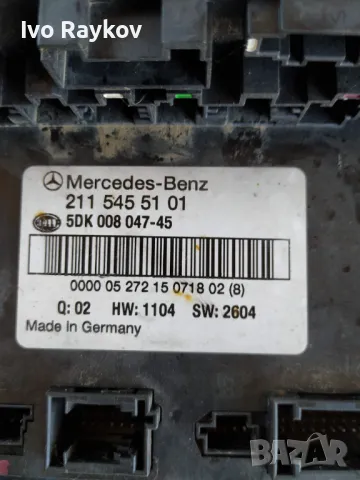 Ivo Raykov
Mercedes-Benz
211 545 51 01
HELLA 5DK 008 047-45
0000 05 272 15 0718 02 (8)
Q: 02 HW: 1104 SW: 2604
Made in Germany
BAZAR